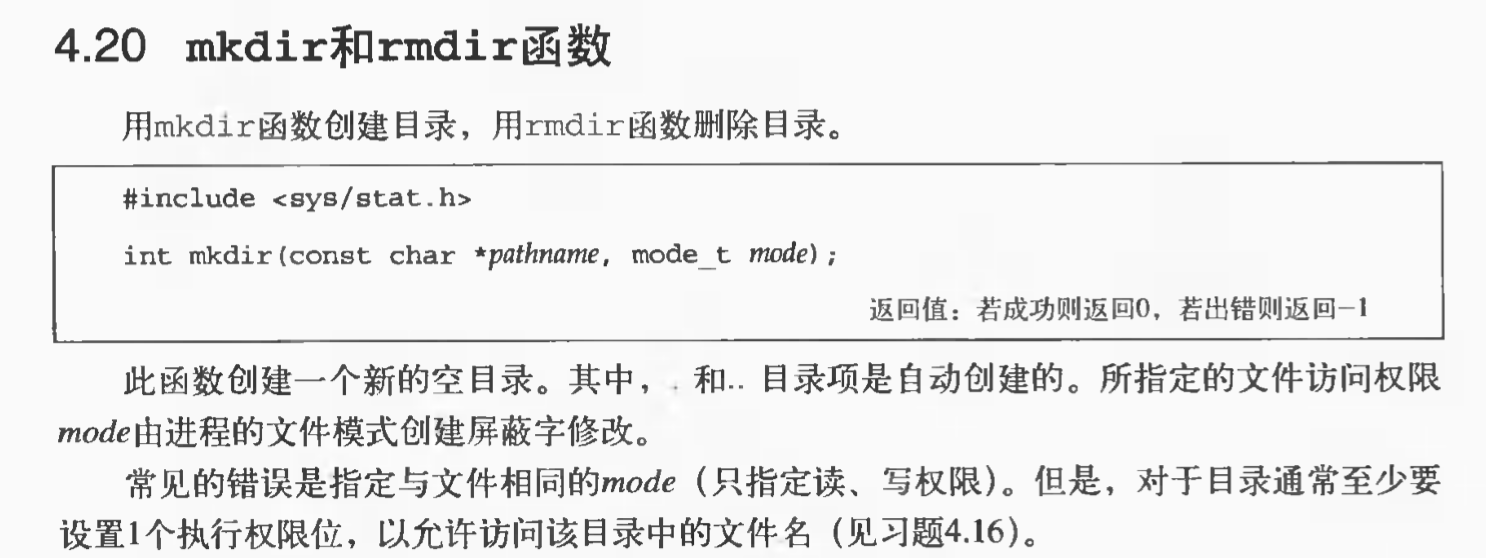 4.20 mkdir和rmdir函数
用mkdir函数创建目录，用rmdir函数删除目录。
#include <sys/stat.h>
int mkdir(const char *pathname, mode_t mode);
返回值：若成功则返回0，若出错则返回−1
此函数创建一个新的空目录。其中，. 和.. 目录项是自动创建的。所指定的文件访问权限
mode由进程的文件模式创建屏蔽字修改。
常见的错误是指定与文件相同的mode（只指定读、写权限）。但是，对于目录通常至少要
设置1个执行权限位，以允许访问该目录中的文件名（见习题4.16）。